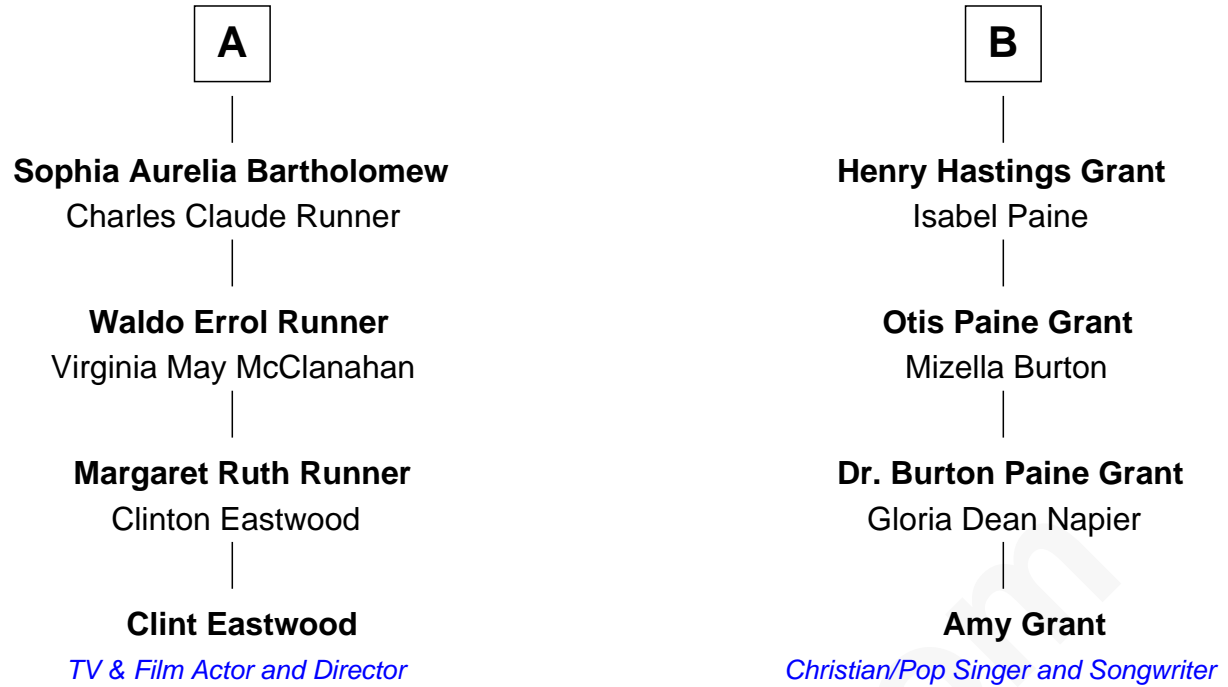 A
B
Sophia Aurelia Bartholomew
Henry Hastings Grant
Charles Claude Runner
Isabel Paine
Waldo Errol Runner
Otis Paine Grant
Virginia May McClanahan
Mizella Burton
Margaret Ruth Runner
Dr. Burton Paine Grant
Clinton Eastwood
Gloria Dean Napier
Clint Eastwood
Amy Grant
TV & Film Actor and Director
Christian/Pop Singer and Songwriter